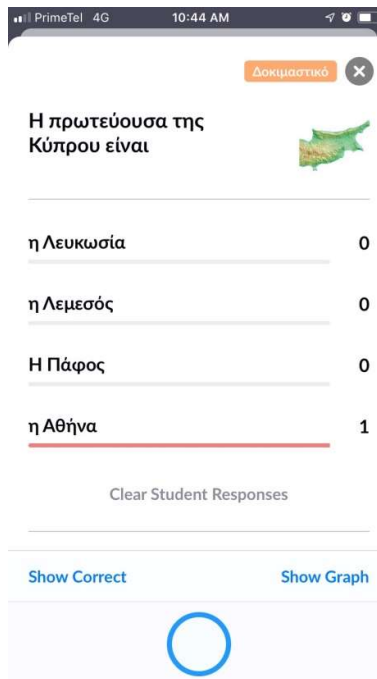 PrimeTel 4G 10:44 AM
Δοκιμαστικό
Η πρωτεύουσα της
Κύπρου είναι
η Λευκωσία 0
η Λεμεσός 0
Η Πάφος 0
η Αθήνα 1
Clear Student Responses
Show Correct Show Graph